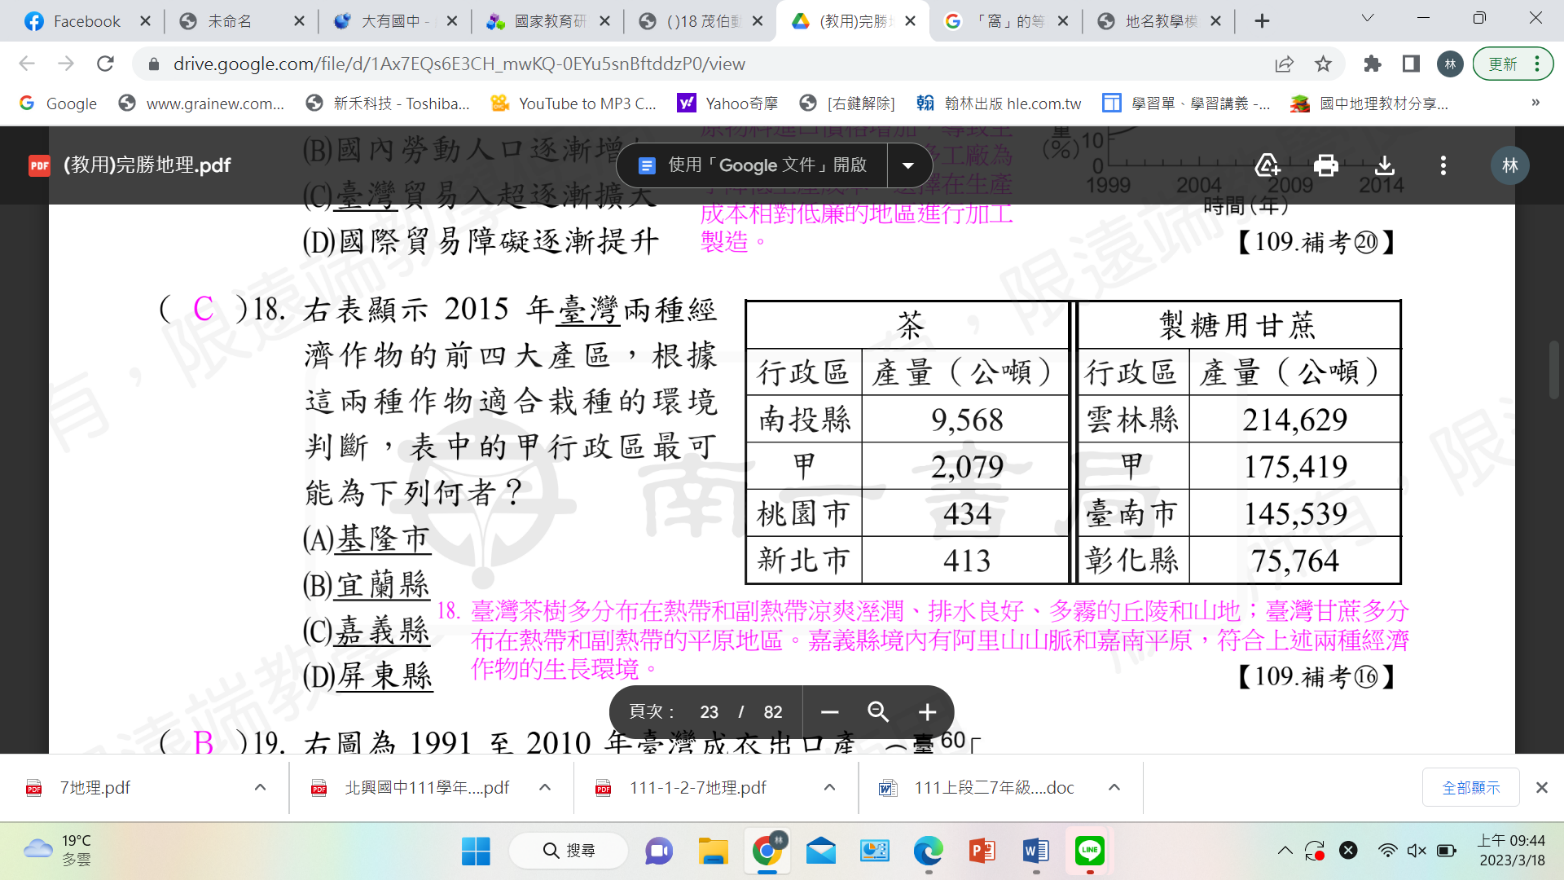 Facebook
未命名
大有國中 -
國家教育研
( )18 茂伯
(教用)完勝
「窩」的等
地名教學模
drive.google.com/file/d/1Ax7EQs6E3CH_mwKQ-0EYu5snBftddzP0/view
林
更新
Google
www.grainew.com...
新禾科技 - Toshiba...
YouTube to MP3 C...
Yahoo奇摩
[右鍵解除]
翰林出版 hle.com.tw
學習單、學習講義 -...
國中地理教材分享...
»
PDF
(教用)完勝地理.pdf
使用「Google 文件」開啟
林
(B)國內勞動人口逐漸增
(C)臺灣貿易入超逐漸擴大
(D)國際貿易障礙逐漸提升
成本相對低廉的地區進行加工
製造。
量
(%)
10
0
1999 2004 2009 2014
時間(年)
【109.補考⑳】
( C )18. 右表顯示 2015 年臺灣兩種經
濟作物的前四大產區，根據
這兩種作物適合栽種的環境
判斷，表中的甲行政區最可
能為下列何者？
(A)基隆市
(B)宜蘭縣
(C)嘉義縣
(D)屏東縣
茶 製糖用甘蔗
行政區 產量（公噸） 行政區 產量（公噸）
南投縣 9,568 雲林縣 214,629
甲 2,079 甲 175,419
桃園市 434 臺南市 145,539
新北市 413 彰化縣 75,764
18. 臺灣茶樹多分布在熱帶和副熱帶涼爽溼潤、排水良好、多霧的丘陵和山地；臺灣甘蔗多分
布在熱帶和副熱帶的平原地區。嘉義縣境內有阿里山山脈和嘉南平原，符合上述兩種經濟
作物的生長環境。
【109.補考⑯】
南一書局
頁次： 23 / 82
( B )19. 右圖為 1991 至 2010 年臺灣成衣出口產
60
7地理.pdf
北興國中111學年....pdf
111-1-2-7地理.pdf
111上段二7年級....doc
全部顯示
19°C
多雲
搜尋
上午 09:44
2023/3/18